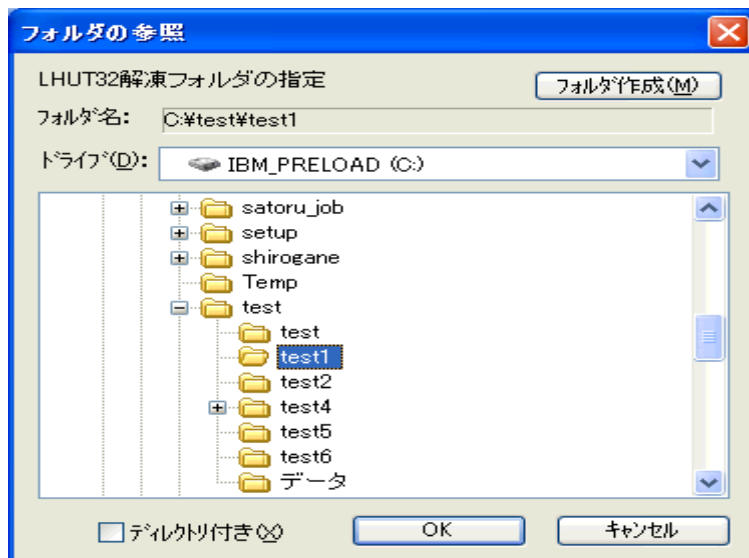 フォルダの参照
LHUT32解凍フォルダの指定
フォルダ作成(M)
フォルダ名: C:¥test¥test1
ドライブ(D): IBM_PRELOAD (C:)
satoru_job
setup
shirogane
Temp
test
test
test1
test2
test4
test5
test6
データ
ディレクトリ付き(X) OK キャンセル